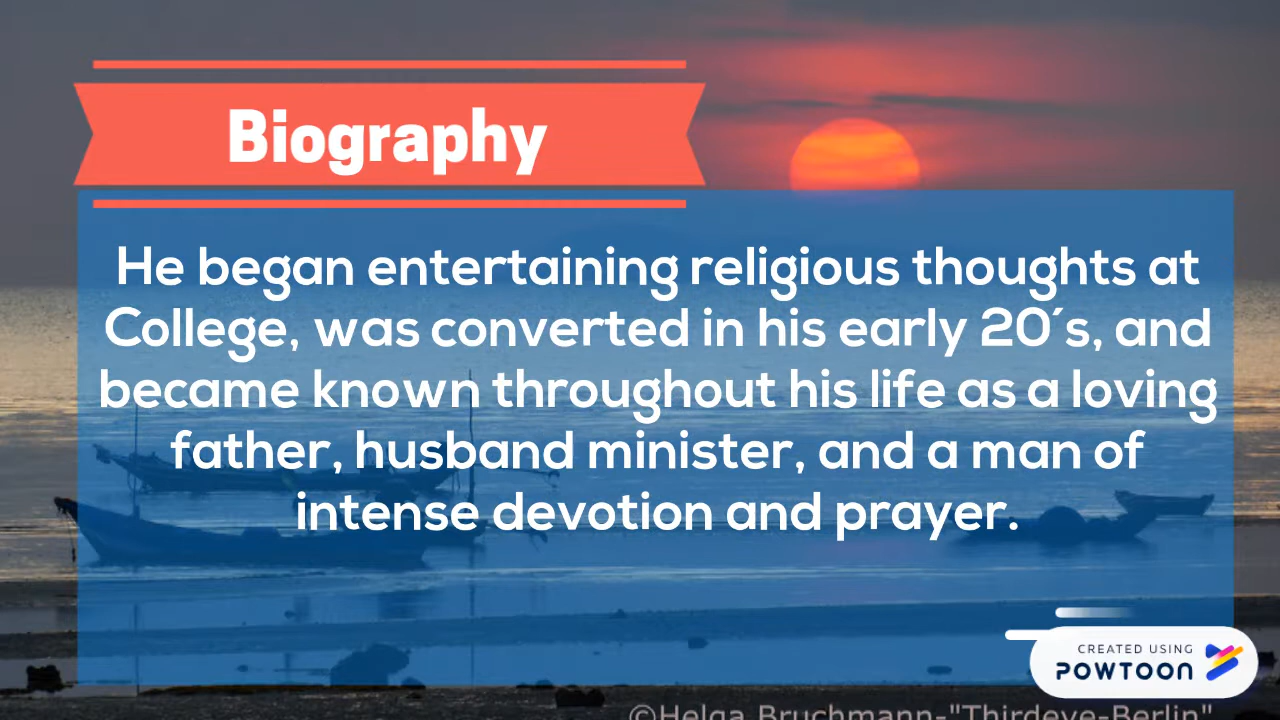 Biography
He began entertaining religious thoughts at
College, was converted in his early 20´s, and
became known throughout his life as a loving
father, husband minister, and a man of
intense devotion and prayer.
CREATED USING
POWTOON
©Helga Bruchmann-"Thirdeye-Berlin"